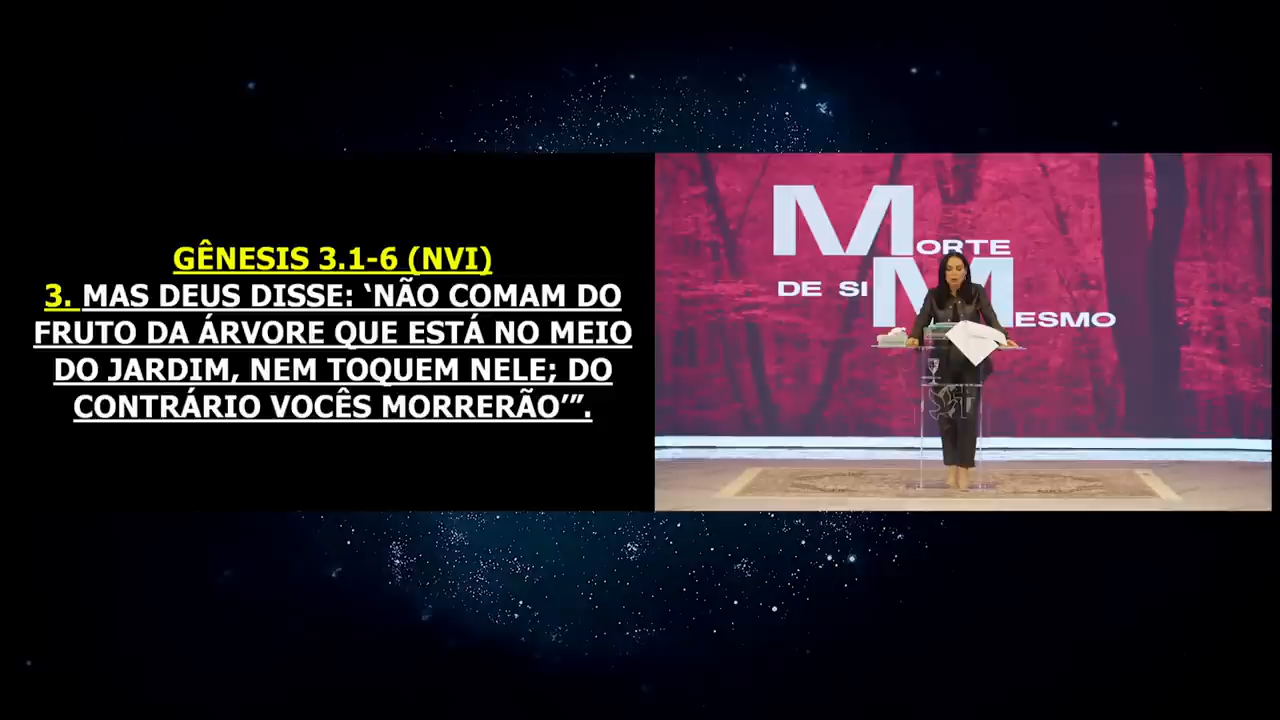 GÊNESIS 3.1-6 (NVI)
3. MAS DEUS DISSE: ‘NÃO COMAM DO
FRUTO DA ÁRVORE QUE ESTÁ NO MEIO
DO JARDIM, NEM TOQUEM NELE; DO
CONTRÁRIO VOCÊS MORRERÃO’”.
MORTE
DE SI MESMO